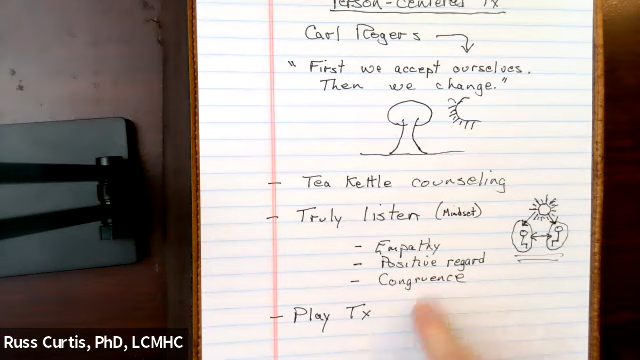 Person-Centered Tx
Carl Rogers
" First we accept ourselves.
Then we change."
- Tea Kettle counseling
- Truly listen (Mindset)
- Empathy
- Positive regard
- Congruence
- Play Tx
Russ Curtis, PhD, LCMHC